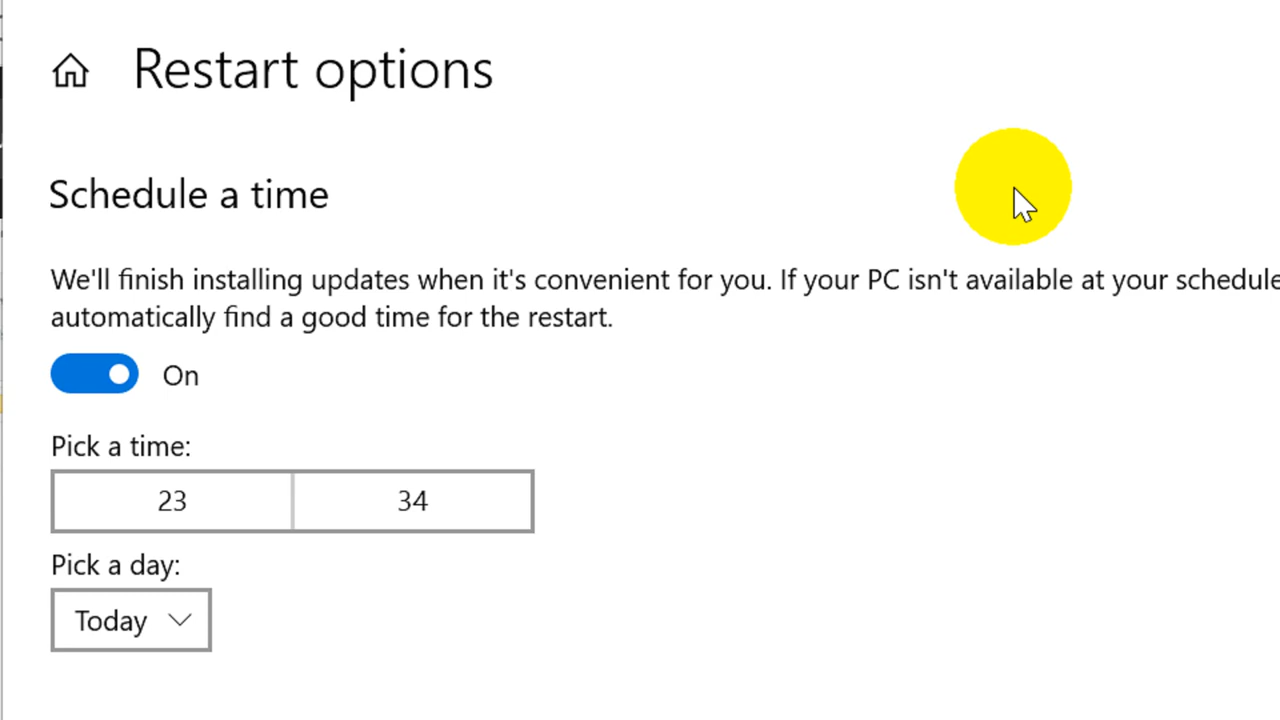 Restart options
Schedule a time
We'll finish installing updates when it's convenient for you. If your PC isn't available at your schedule
automatically find a good time for the restart.
On
Pick a time:
23 34
Pick a day:
Today